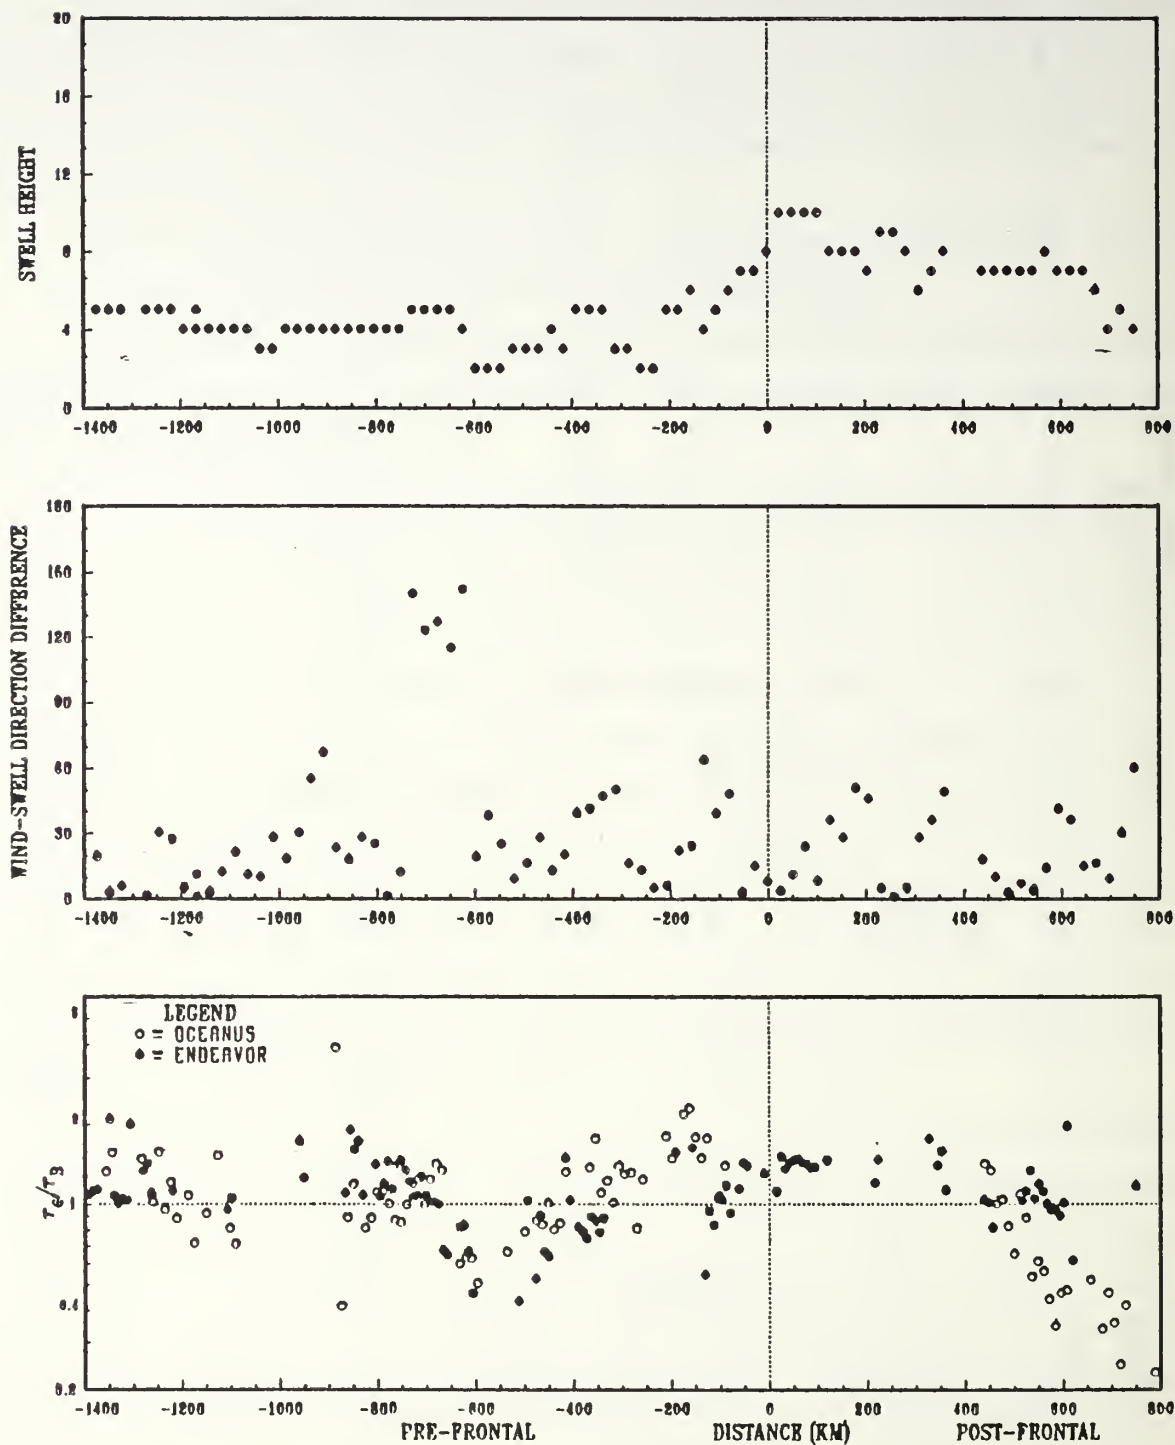 20
16
12
8
4
0
SWELL HEIGHT
-1400 -1200 -1000 -800 -600 -400 -200 0 200 400 600 800
180
150
120
90
60
30
0
WIND-SWELL DIRECTION DIFFERENCE
-1400 -1200 -1000 -800 -600 -400 -200 0 200 400 600 800
LEGEND
o = OCEANUS
= ENDEAVOR
2
1
0.4
0.2
-1400 -1200 -1000 -800 -600 -400 -200 0 200 400 600 800
PRE-FRONTAL DISTANCE (KM) POST-FRONTAL